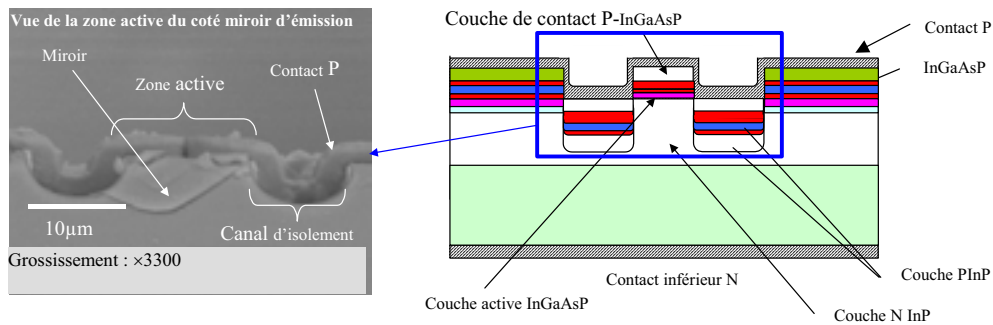 Vue de la zone active du coté miroir d'émission
Miroir
Zone active
Contact P
10µm
Canal d'isolement
Grossissement : ×3300
Couche de contact P-InGaAsP
Contact P
InGaAsP
Contact inférieur N
Couche active InGaAsP
Couche PInP
Couche N InP